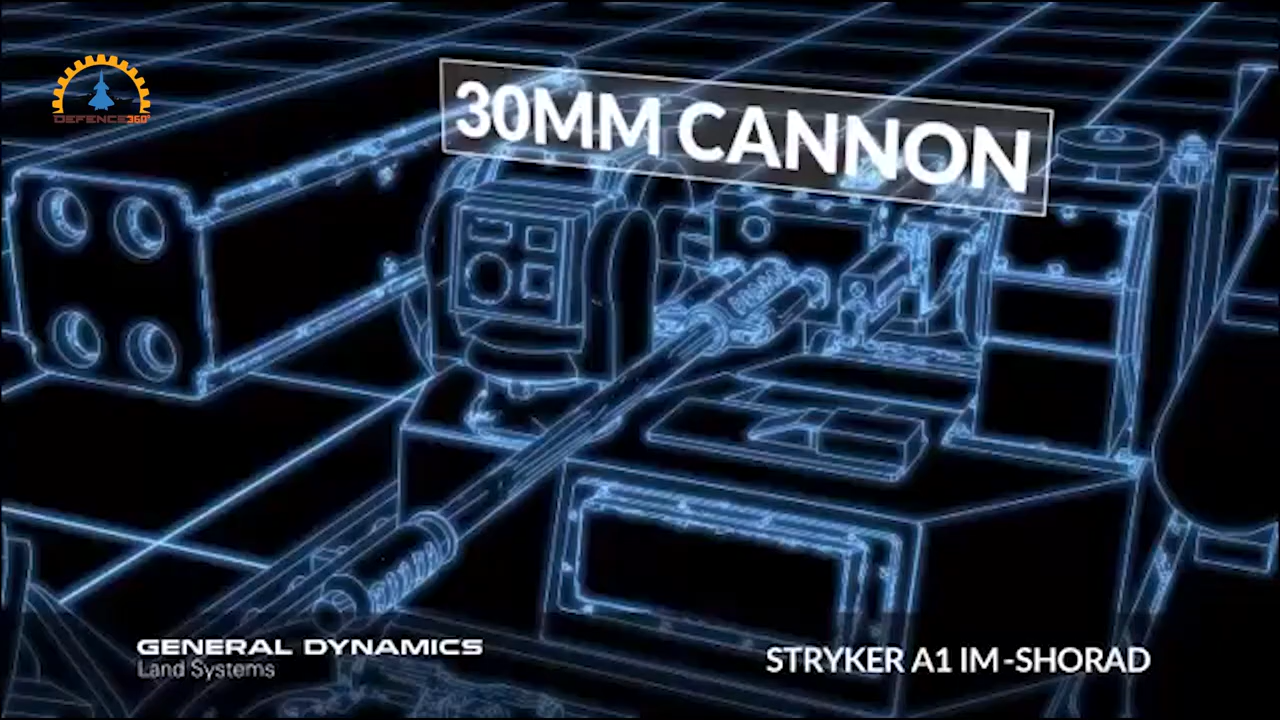 DEFENCE360°
30MM CANNON
GENERAL DYNAMICS
Land Systems
STRYKER A1 IM-SHORAD